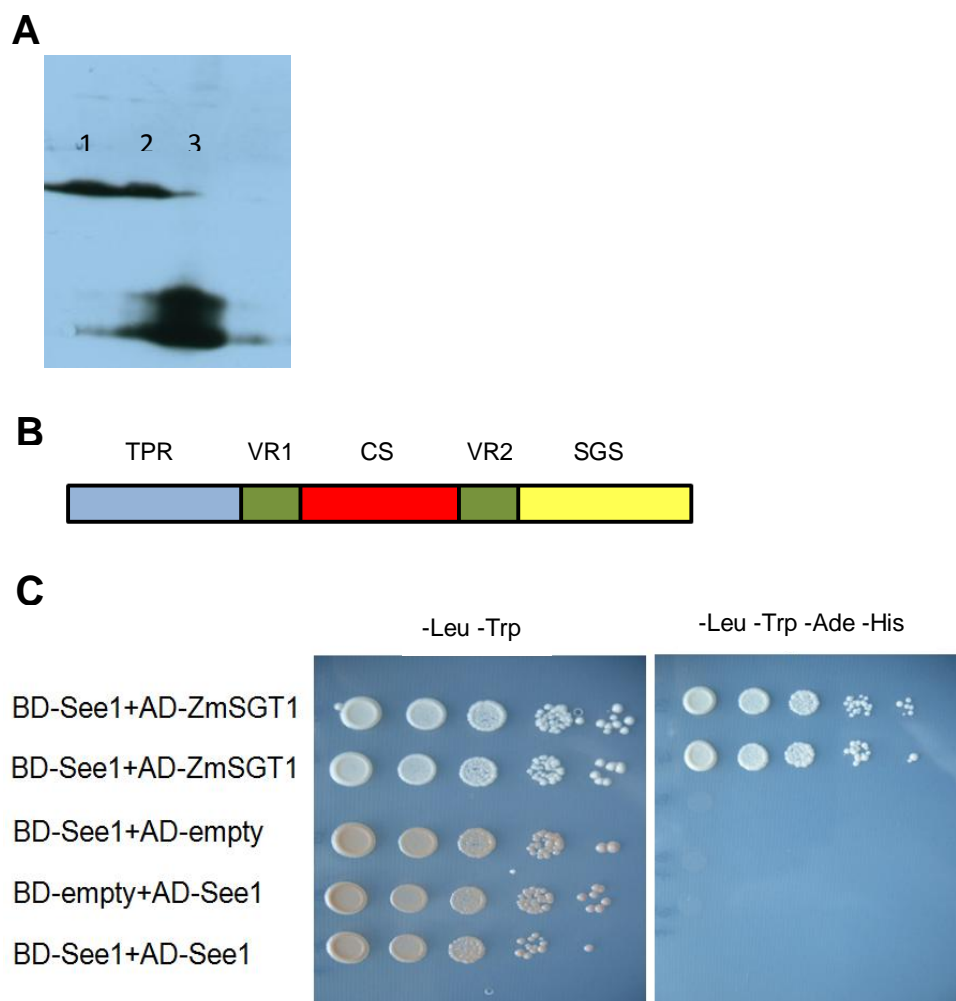 A
1 2 3
B
TPR VR1 CS VR2 SGS
C
-Leu -Trp -Leu -Trp -Ade -His
BD-See1+AD-ZmSGT1
BD-See1+AD-ZmSGT1
BD-See1+AD-empty
BD-empty+AD-See1
BD-See1+AD-See1